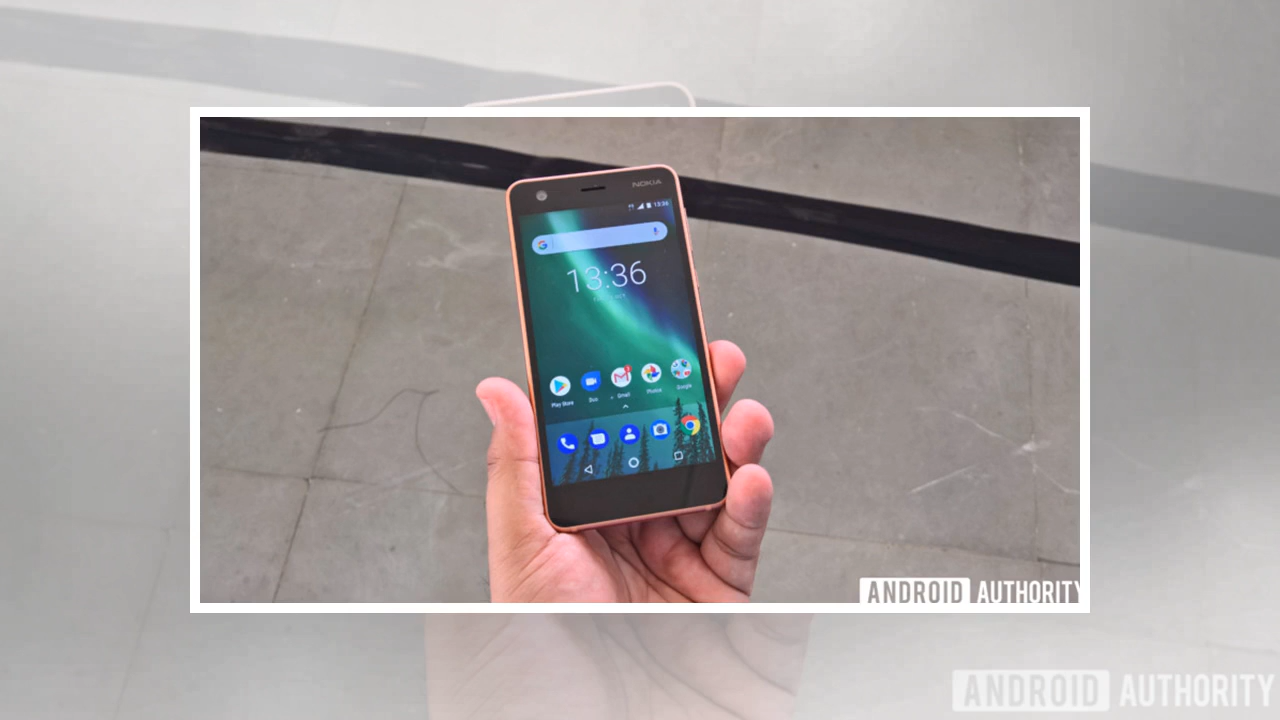 NOKIA
13:36
13:36
Play Store
Duo
Gmail
Photos
Google
ANDROID AUTHORITY
ANDROID AUTHORITY